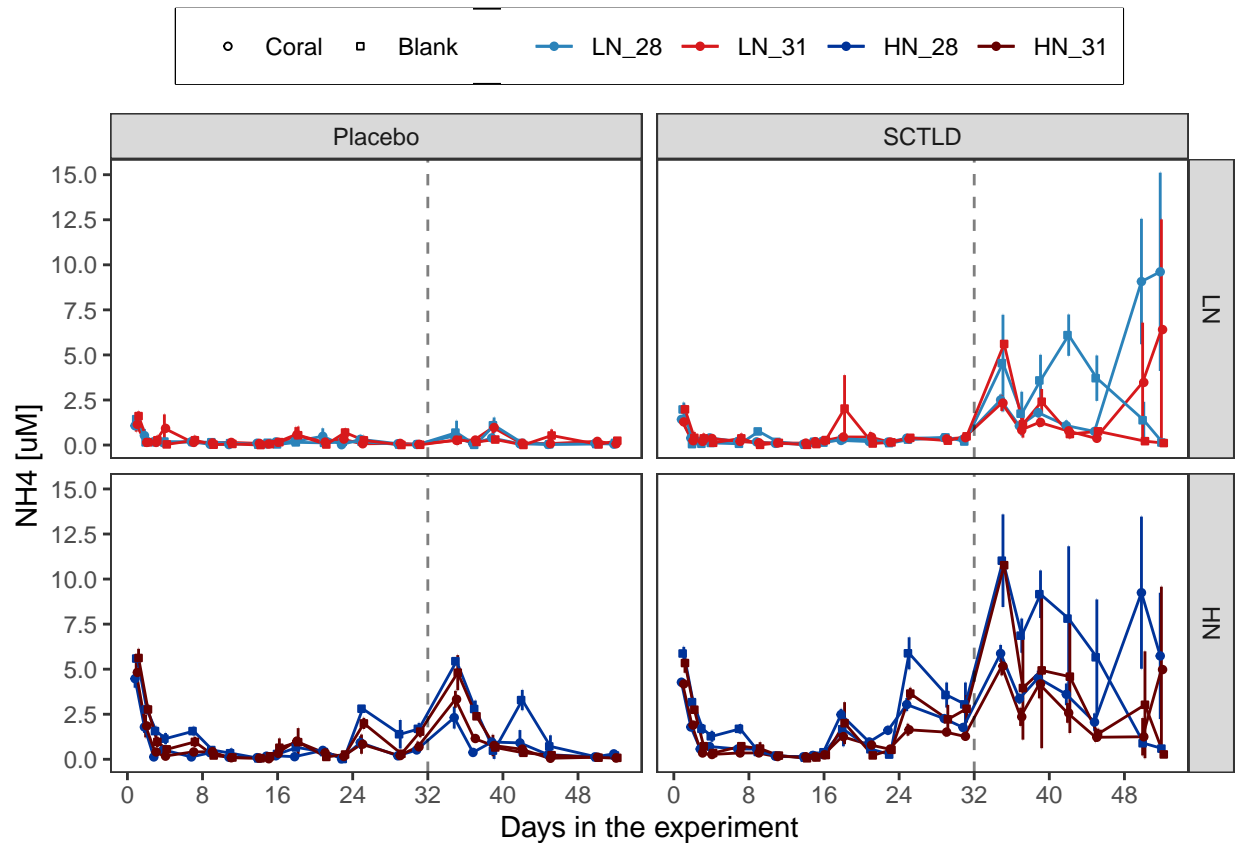 Coral Blank LN_28 LN_31 HN_28 HN_31
Placebo SCTLD
NH4 [uM]
15.0
12.5
10.0
7.5
5.0
2.5
0.0
LN
15.0
12.5
10.0
7.5
5.0
2.5
0.0
HN
0 8 16 24 32 40 48 0 8 16 24 32 40 48
Days in the experiment